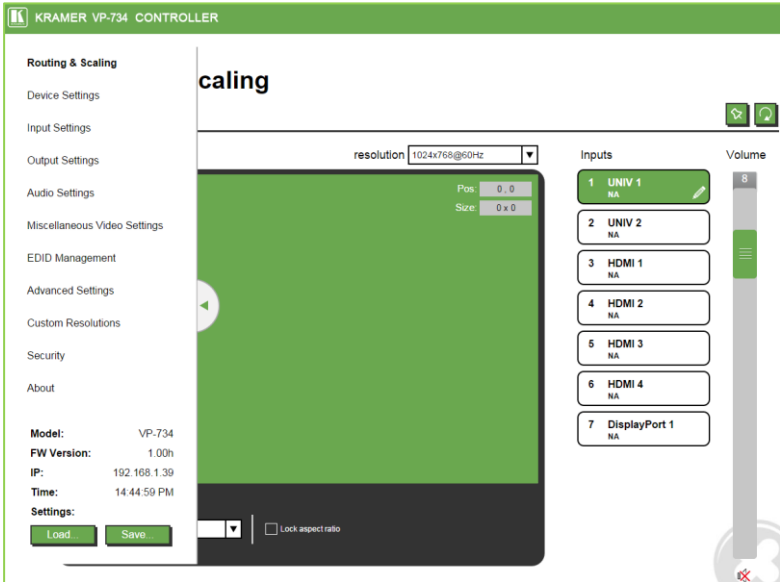 KRAMER VP-734 CONTROLLER
Routing & Scaling
Device Settings
Input Settings
Output Settings
Audio Settings
Miscellaneous Video Settings
EDID Management
Advanced Settings
Custom Resolutions
Security
About
Model: VP-734
FW Version: 1.00h
IP: 192.168.1.39
Time: 14:44:59 PM
Settings:
Load... Save...
caling
resolution 1024x768@60Hz
Pos: 0 , 0
Size: 0 x 0
Lock aspect ratio
Inputs
1 UNIV 1
NA
2 UNIV 2
NA
3 HDMI 1
NA
4 HDMI 2
NA
5 HDMI 3
NA
6 HDMI 4
NA
7 DisplayPort 1
NA
Volume
8